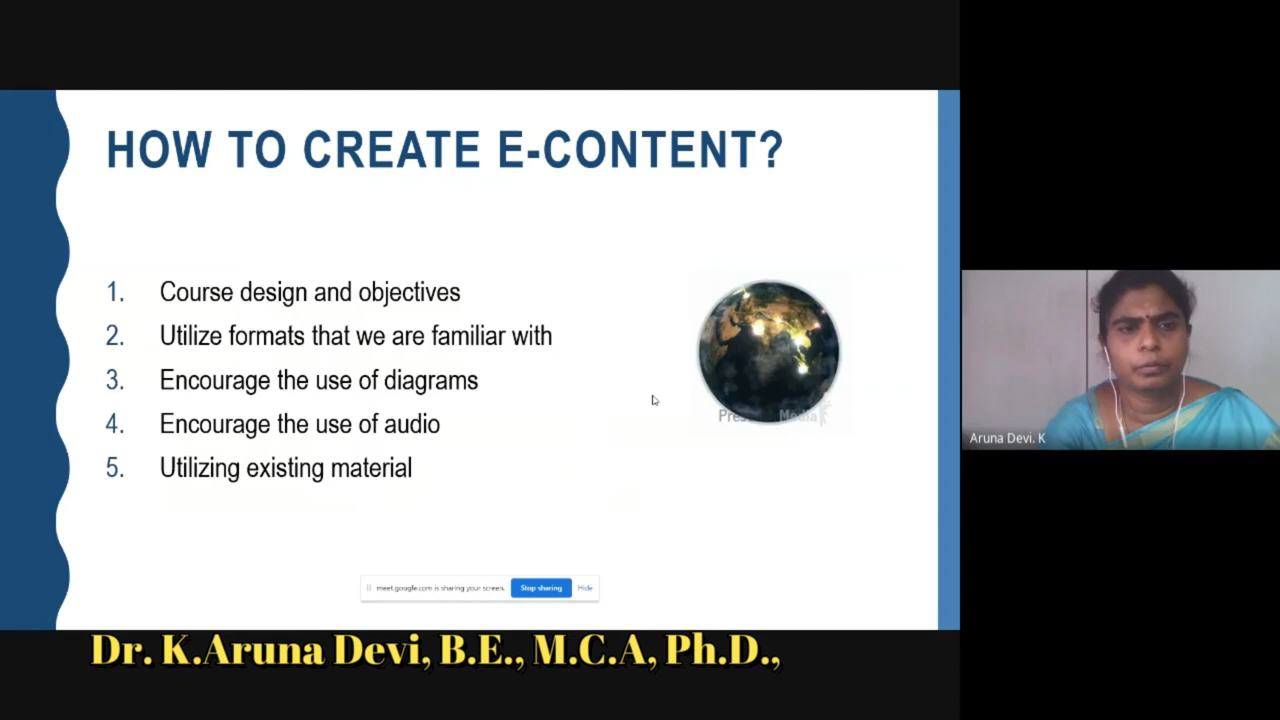 HOW TO CREATE E-CONTENT?
1. Course design and objectives
2. Utilize formats that we are familiar with
3. Encourage the use of diagrams
4. Encourage the use of audio
5. Utilizing existing material
Media
Aruna Devi. K
meet.google.com is sharing your screen. Stop sharing Hide
Dr. K.Aruna Devi, B.E., M.C.A, Ph.D.,